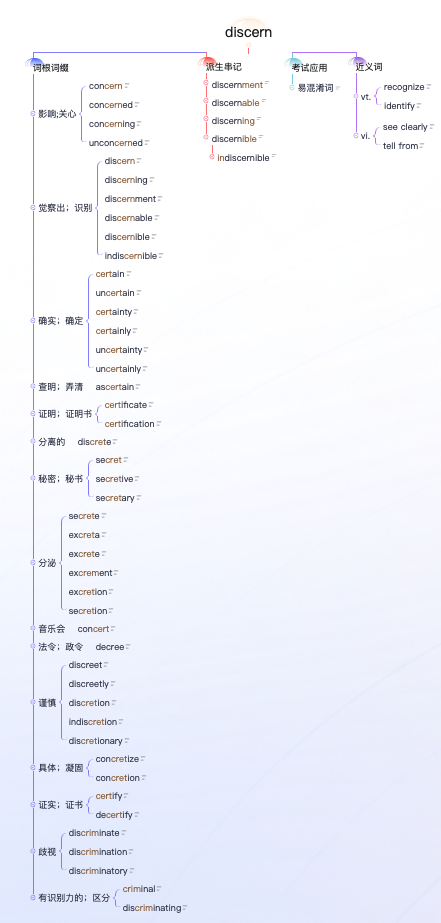 discern
词根词缀
影响;关心
concern
concerned
concerning
unconcerned
觉察出；识别
discern
discerning
discernment
discernable
discernible
indiscernible
确实；确定
certain
uncertain
certainty
certainly
uncertainty
uncertainly
查明；弄清
ascertain
证明；证明书
certificate
certification
分离的
discrete
秘密；秘书
secret
secretive
secretary
分泌
secrete
excreta
excrete
excrement
excretion
secretion
音乐会
concert
法令；政令
decree
谨慎
discreet
discreetly
discretion
indiscretion
discretionary
具体；凝固
concretize
concretion
证实；证书
certify
decertify
歧视
discriminate
discrimination
discriminatory
有识别力的；区分
criminal
discriminating
派生串记
discernment
discernable
discerning
discernible
indiscernible
考试应用
易混淆词
近义词
vt.
recognize
identify
vi.
see clearly
tell from